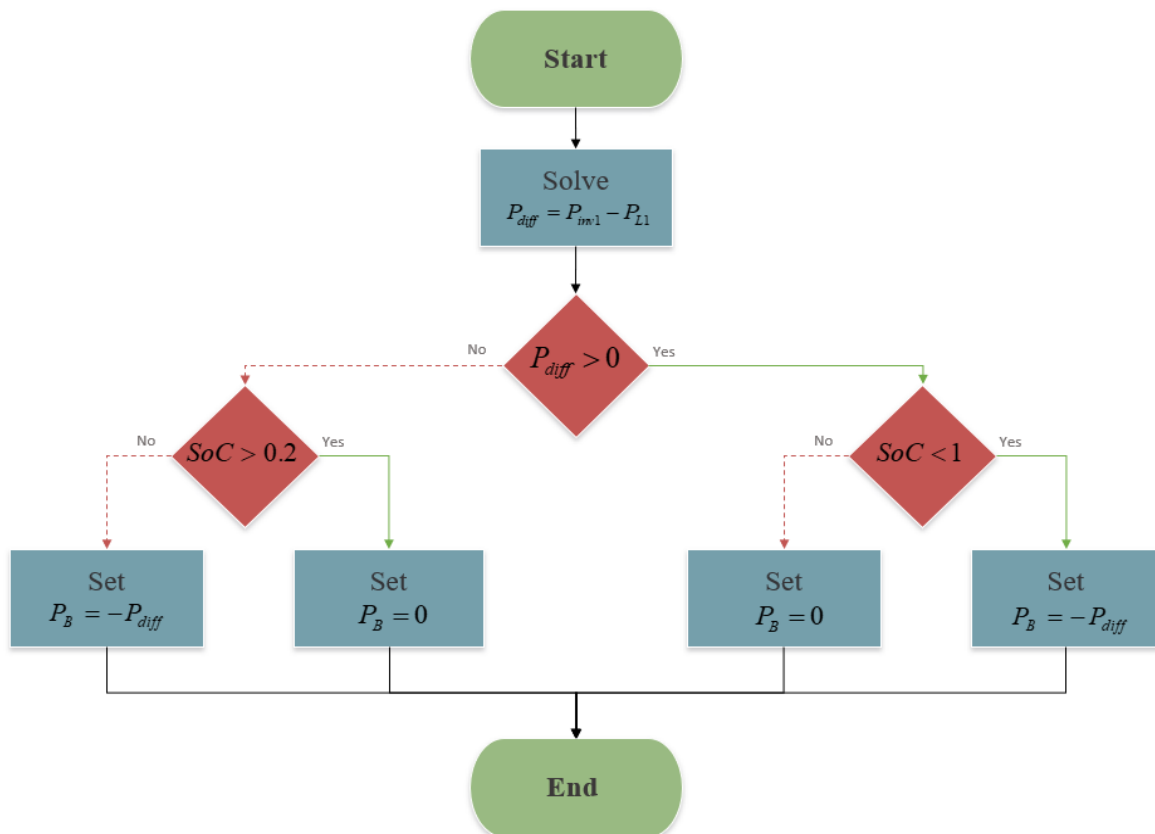 Start
Solve
P_diff = P_inv1 − P_L1
No
P_diff > 0
Yes
No
SoC > 0.2
Yes
No
SoC < 1
Yes
Set
P_B = −P_diff
Set
P_B = 0
Set
P_B = 0
Set
P_B = −P_diff
End